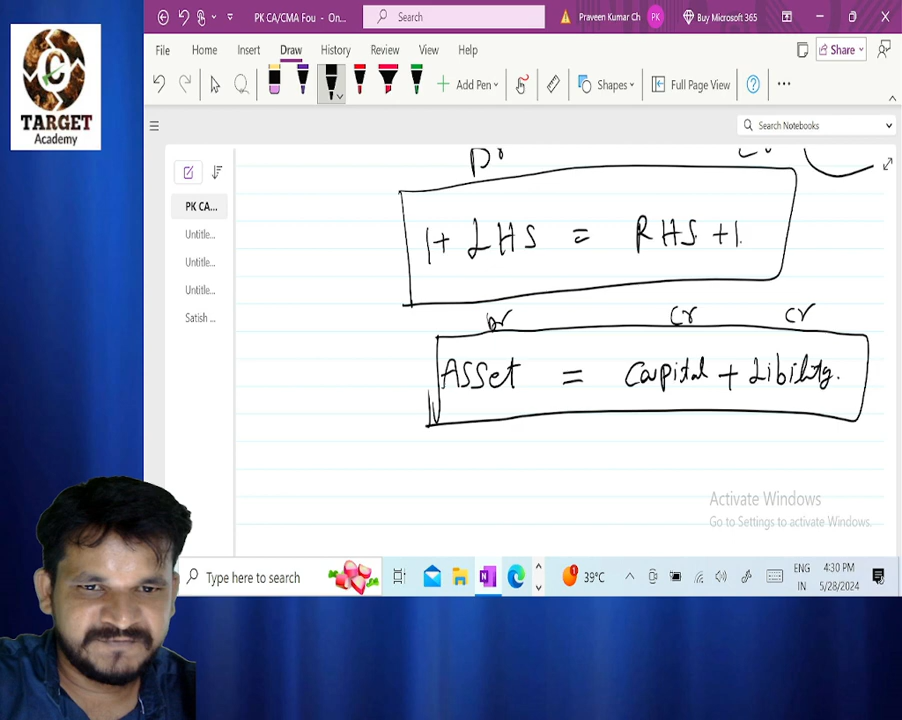 PK CA/CMA Fou - On...
Search
Praveen Kumar Ch
PK
Buy Microsoft 365
TARGET
Academy
File Home Insert Draw History Review View Help
Share
Add Pen
Shapes
Full Page View
Search Notebooks
PK CA...
Untitle...
Untitle...
Untitle...
Satish ...
Dr
1+ LHS = RHS +1.
Dr Cr Cr
Asset = Capital + Libility.
Activate Windows
Go to Settings to activate Windows.
Type here to search
39°C
ENG
IN
4:30 PM
5/28/2024